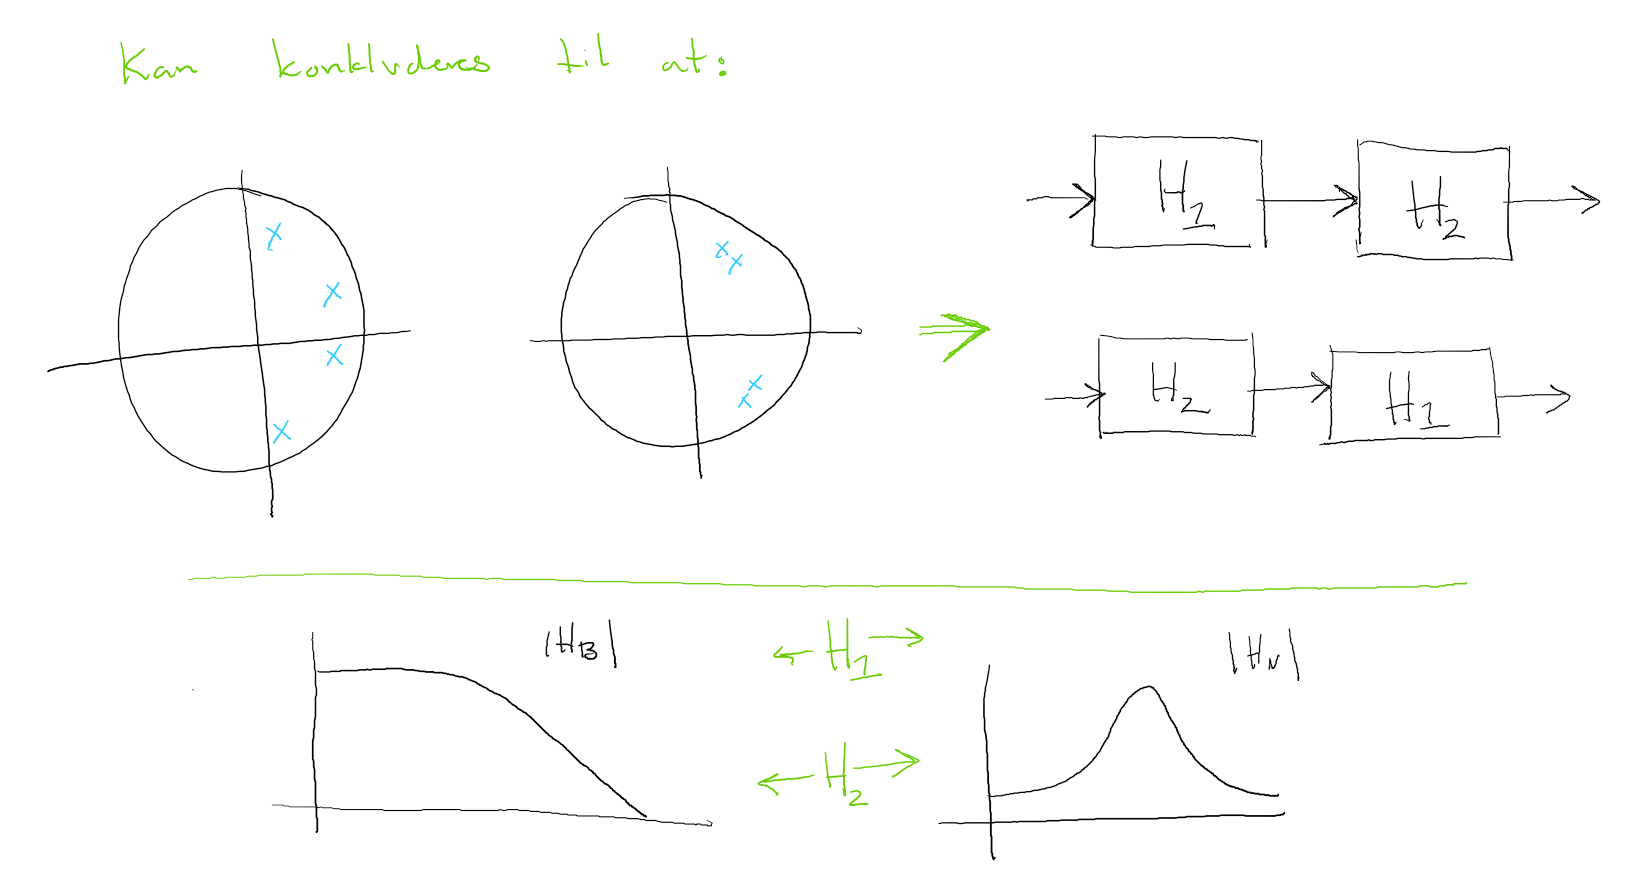 Kan konkluderes til at:
H1 H2
H2 H1
|HB| H1 |HN|
H2